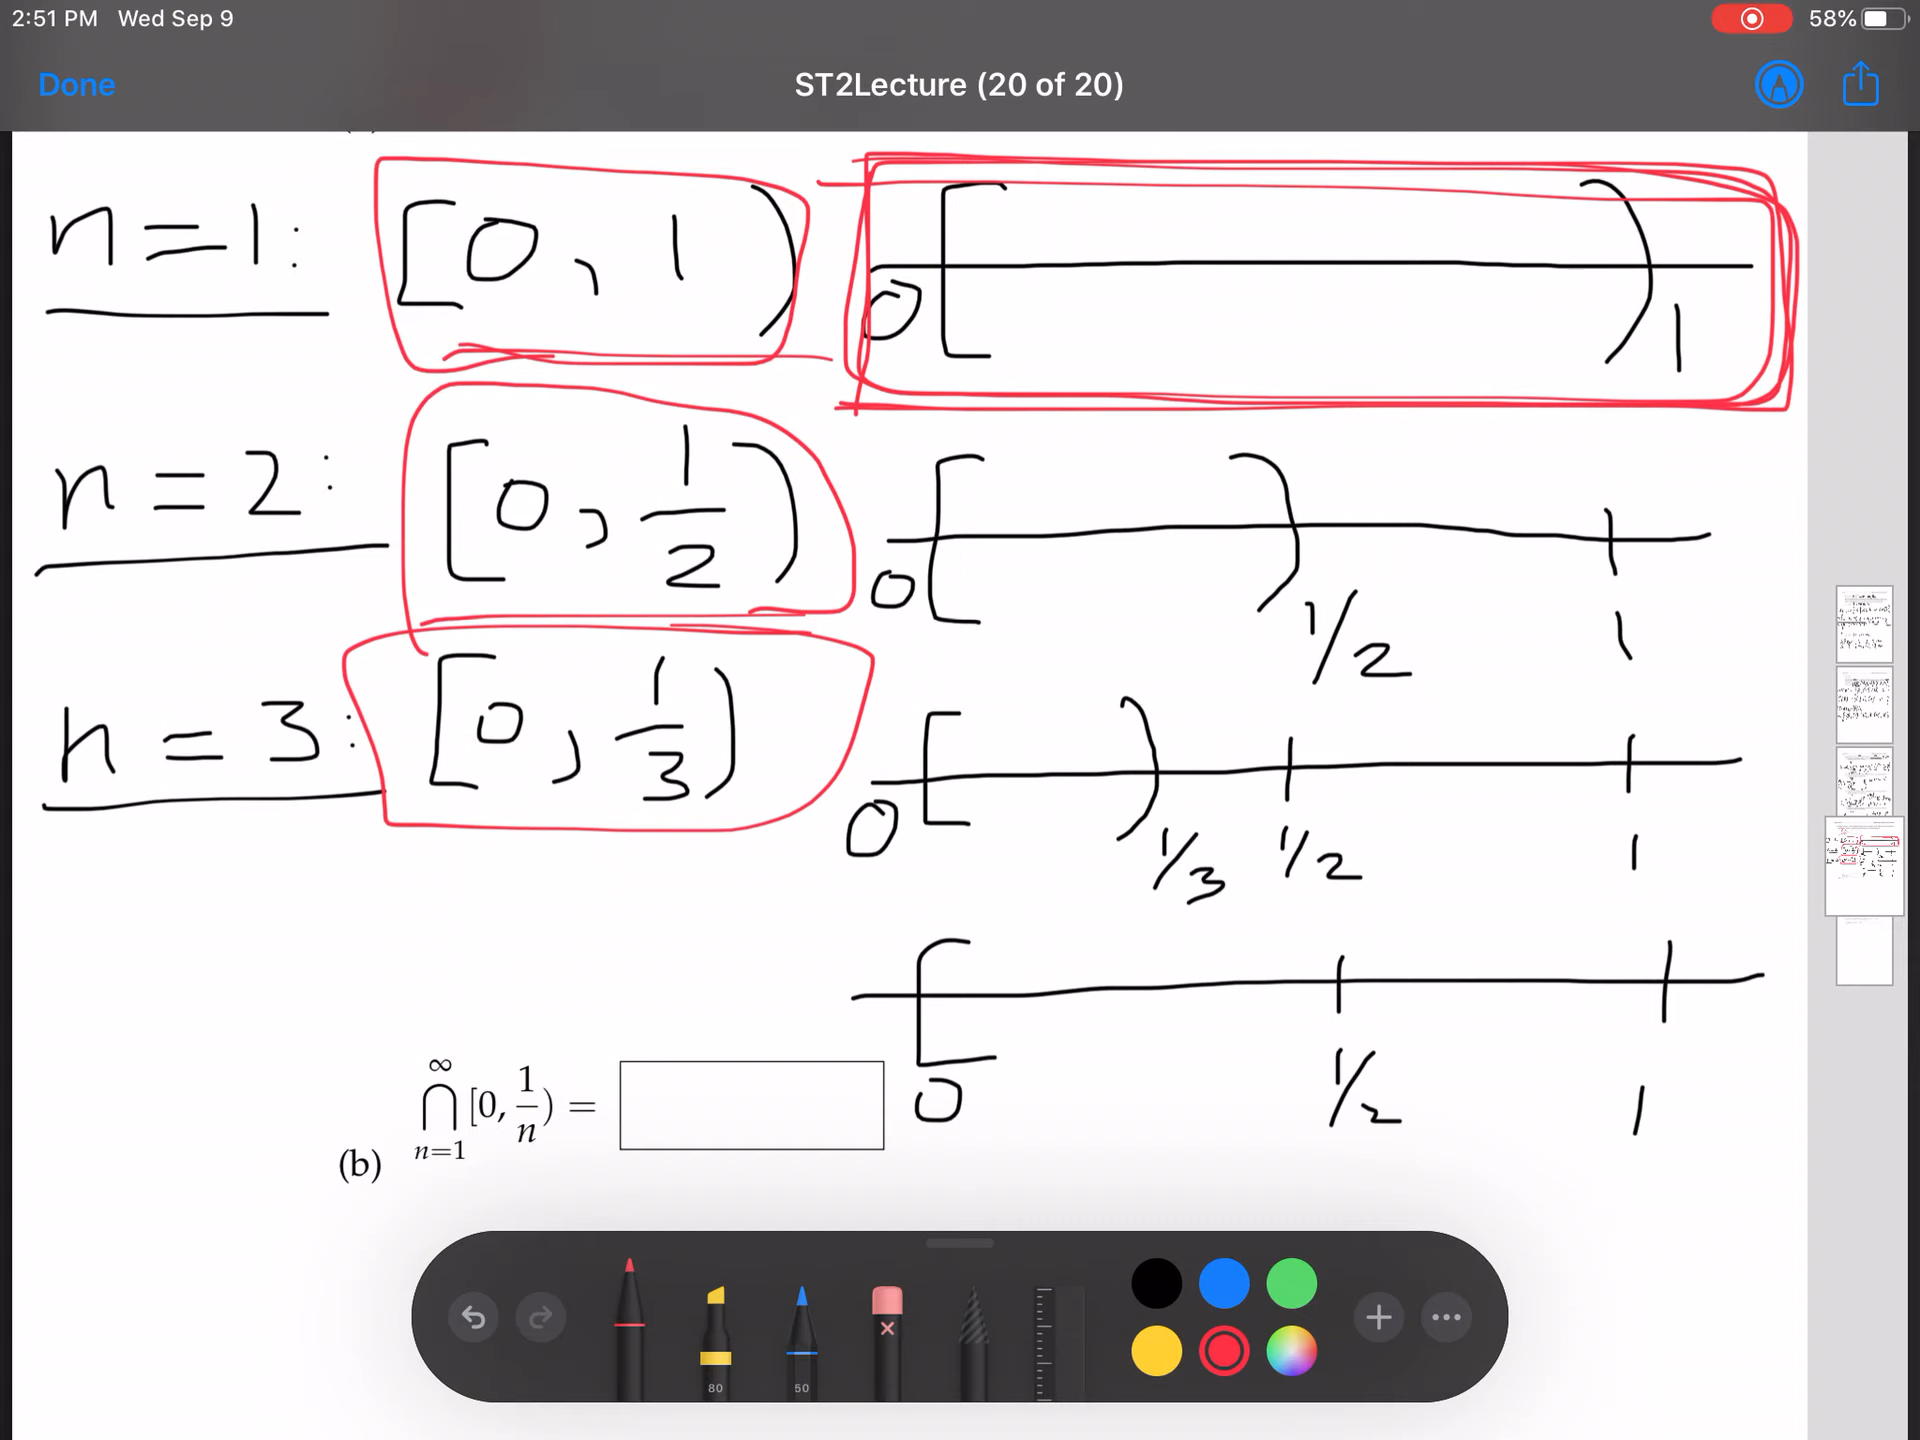 2:51 PM Wed Sep 9 58%
Done ST2Lecture (20 of 20)
n=1: [0, 1) 0 [ ) 1
n = 2: [0, 1/2) 0 [ ) 1/2 1
n = 3: [0, 1/3) 0 [ ) 1/3 1/2 1
[ 0 1/2 1
(b) ∞ ⋂ n=1 [0, 1/n) =
80 50